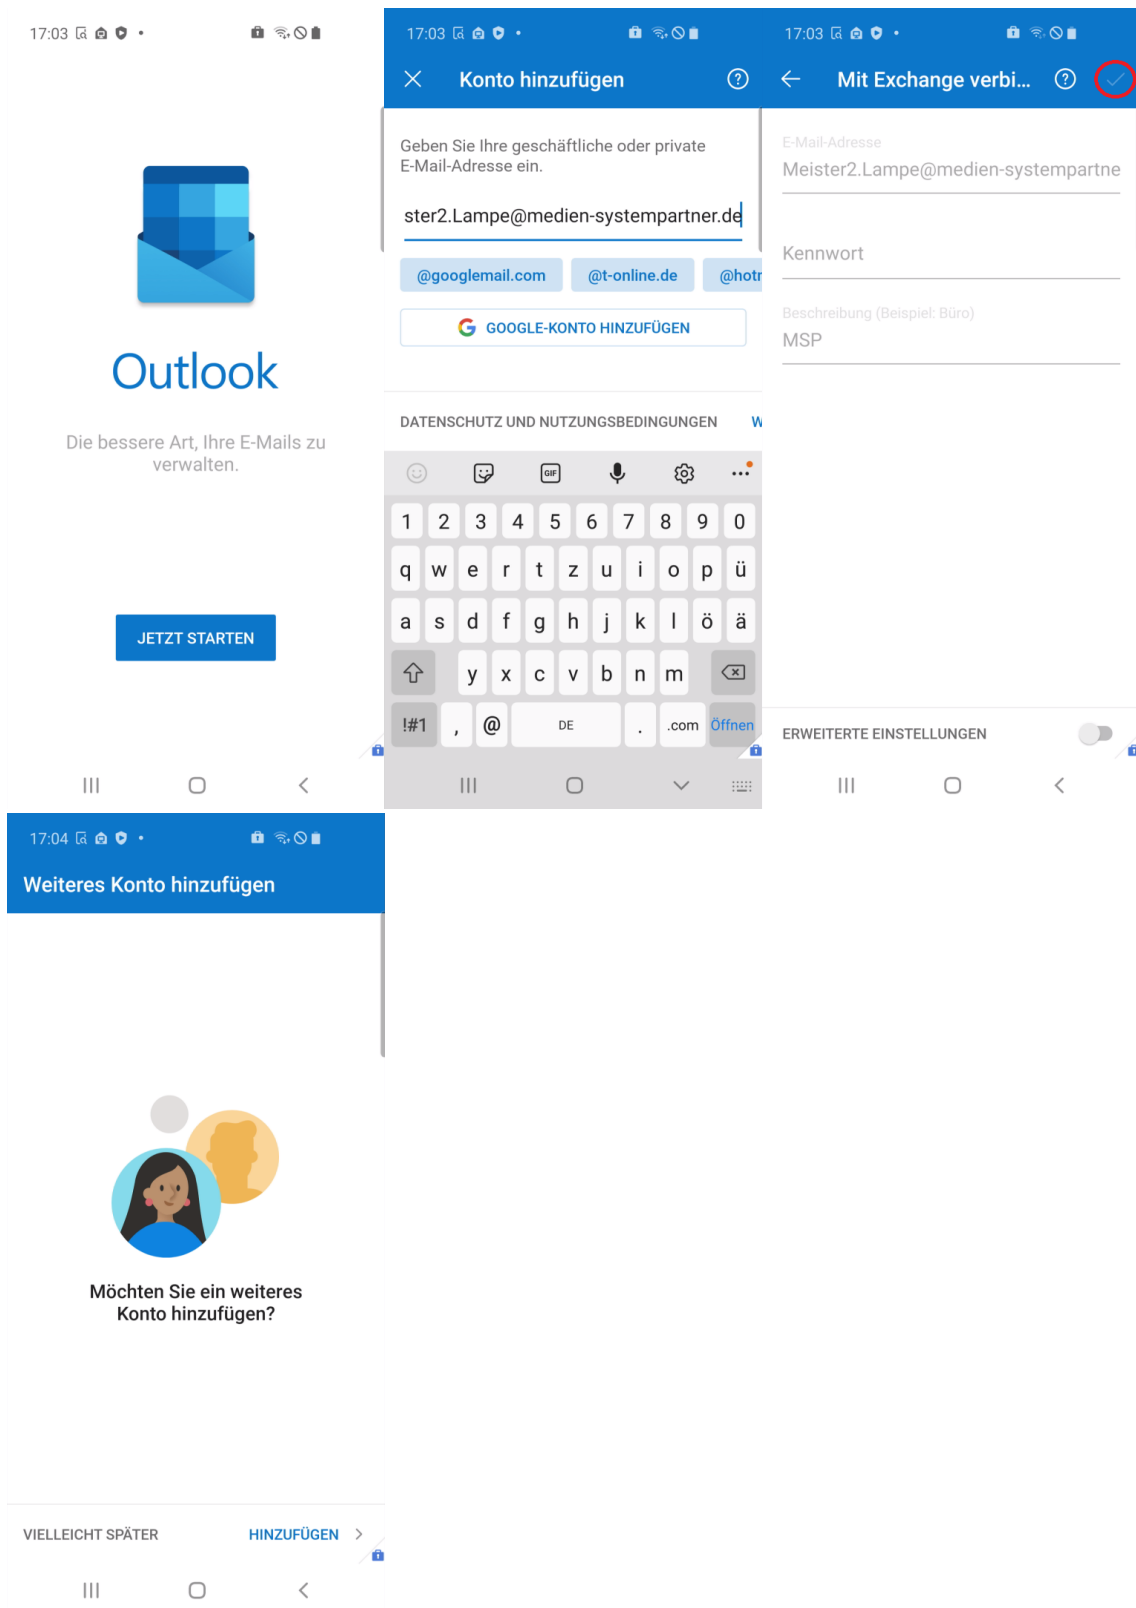 17:03
Outlook
Die bessere Art, Ihre E-Mails zu
verwalten.
JETZT STARTEN
17:03
Konto hinzufügen
Geben Sie Ihre geschäftliche oder private
E-Mail-Adresse ein.
ster2.Lampe@medien-systempartner.de
@googlemail.com @t-online.de @hotr
G GOOGLE-KONTO HINZUFÜGEN
DATENSCHUTZ UND NUTZUNGSBEDINGUNGEN W
GIF
1 2 3 4 5 6 7 8 9 0
q w e r t z u i o p ü
a s d f g h j k l ö ä
y x c v b n m
!#1 , @ DE . .com Öffnen
17:03
Mit Exchange verbi...
E-Mail-Adresse
Meister2.Lampe@medien-systempartne
Kennwort
Beschreibung (Beispiel: Büro)
MSP
ERWEITERTE EINSTELLUNGEN
17:04
Weiteres Konto hinzufügen
Möchten Sie ein weiteres
Konto hinzufügen?
VIELLEICHT SPÄTER HINZUFÜGEN